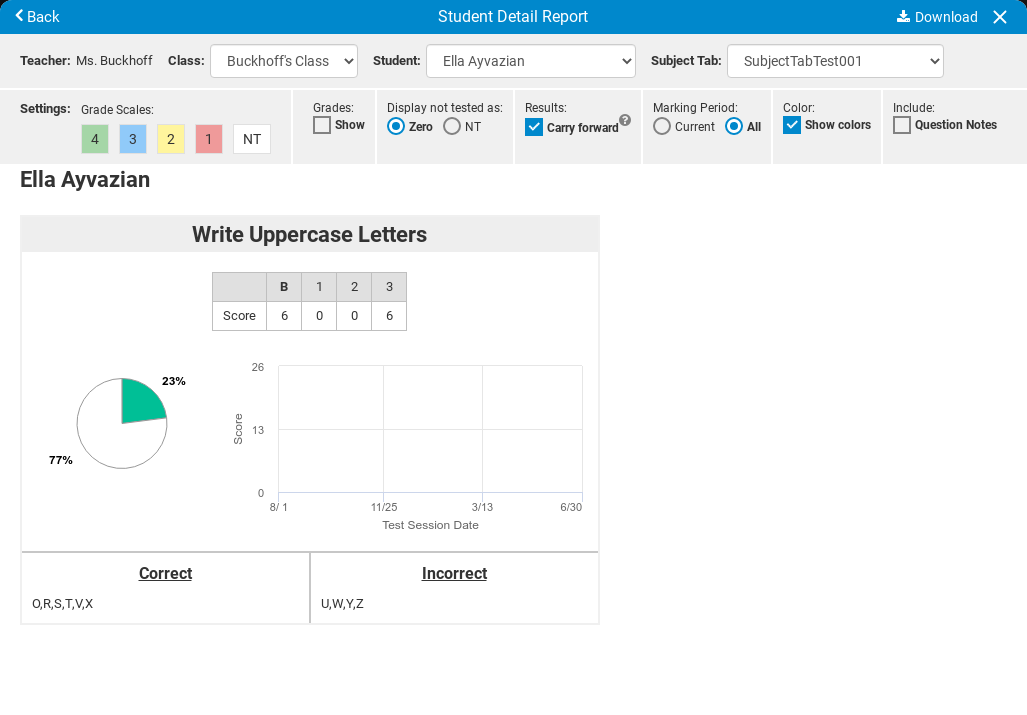 Back
Student Detail Report
Download
Teacher: Ms. Buckhoff Class: Buckhoff's Class Student: Ella Ayvazian Subject Tab: SubjectTabTest001
Settings: Grade Scales:
4 3 2 1 NT
Grades:
Show
Display not tested as:
Zero NT
Results:
Carry forward ?
Marking Period:
Current All
Color:
Show colors
Include:
Question Notes
Ella Ayvazian
Write Uppercase Letters
B 1 2 3
Score 6 0 0 6
23%
77%
Score
26
13
0
8/ 1 11/25 3/13 6/30
Test Session Date
Correct
O,R,S,T,V,X
Incorrect
U,W,Y,Z